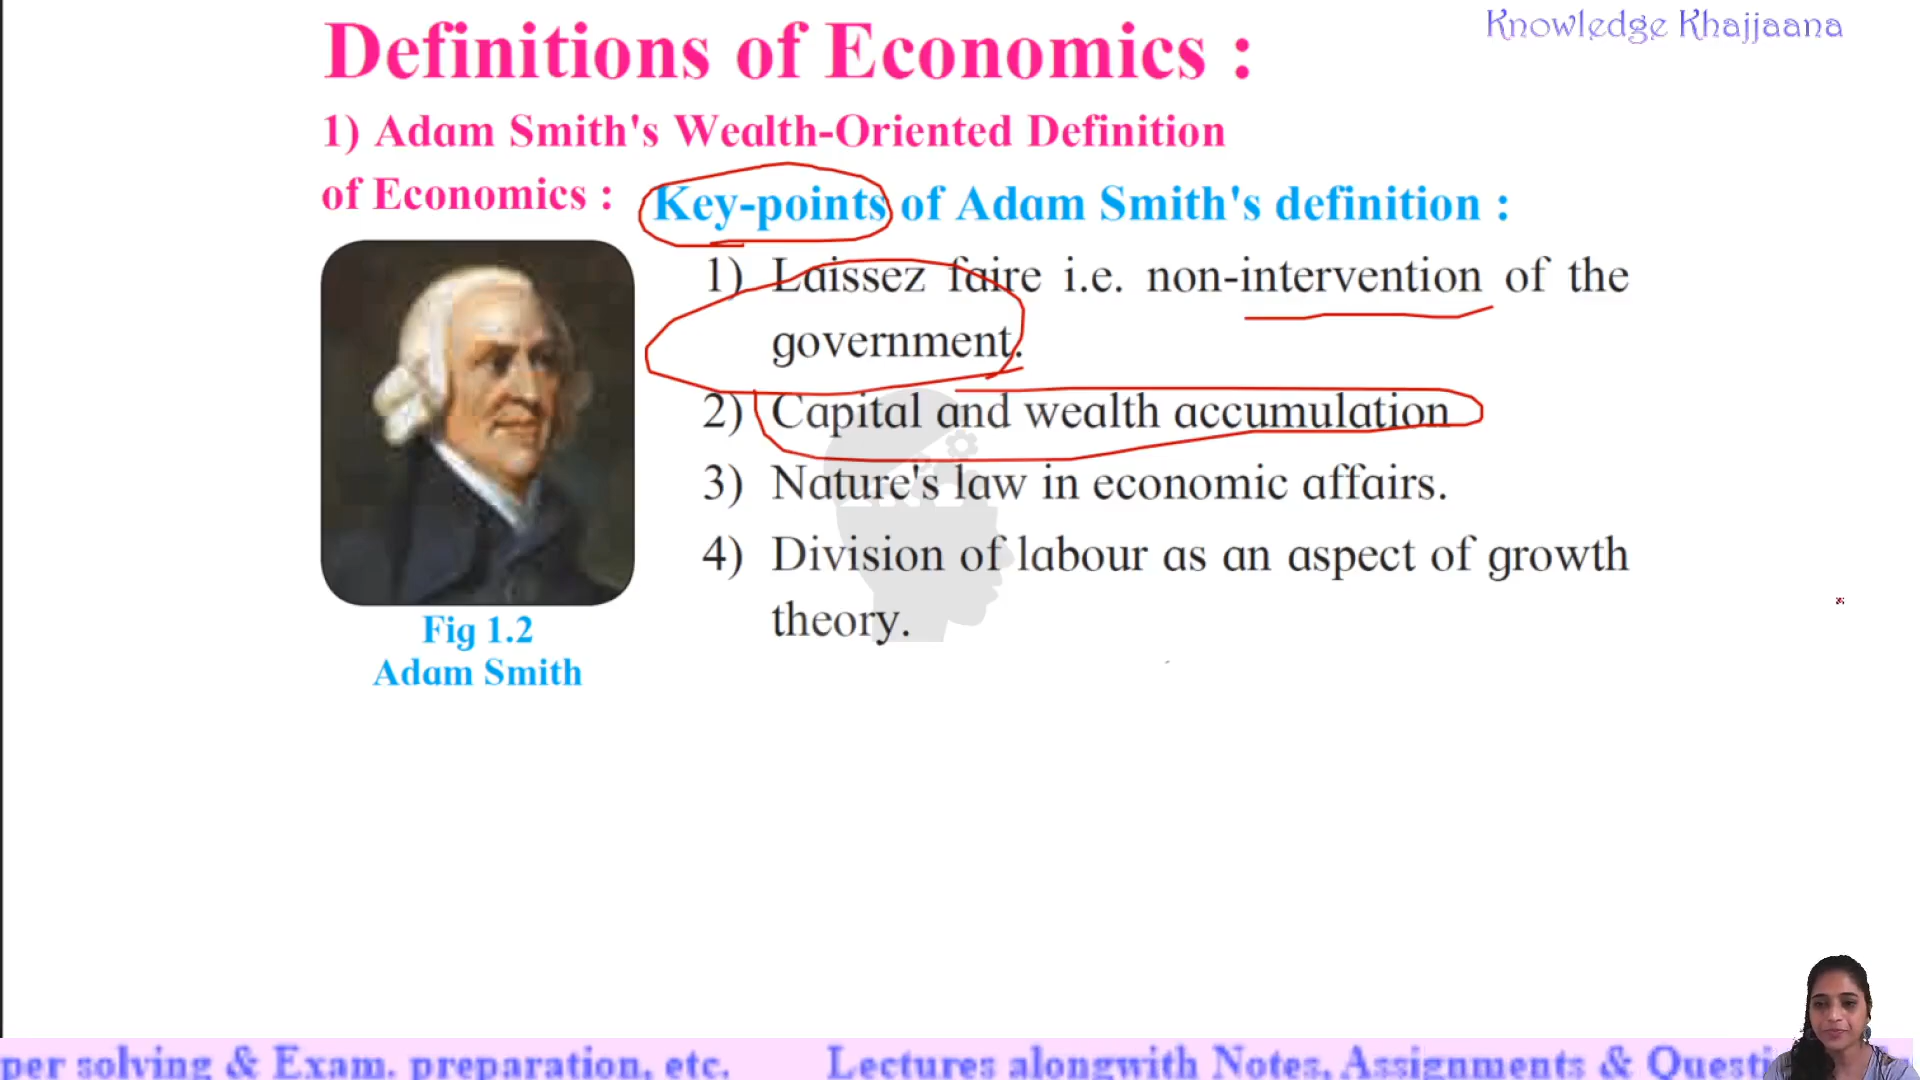 Knowledge Khajjaana
Definitions of Economics :
1) Adam Smith's Wealth-Oriented Definition
of Economics :
Key-points of Adam Smith's definition :
1) Laissez faire i.e. non-intervention of the
government.
2) Capital and wealth accumulation
3) Nature's law in economic affairs.
4) Division of labour as an aspect of growth
theory.
Fig 1.2
Adam Smith
per solving & Exam. preparation, etc. Lectures alongwith Notes, Assignments &